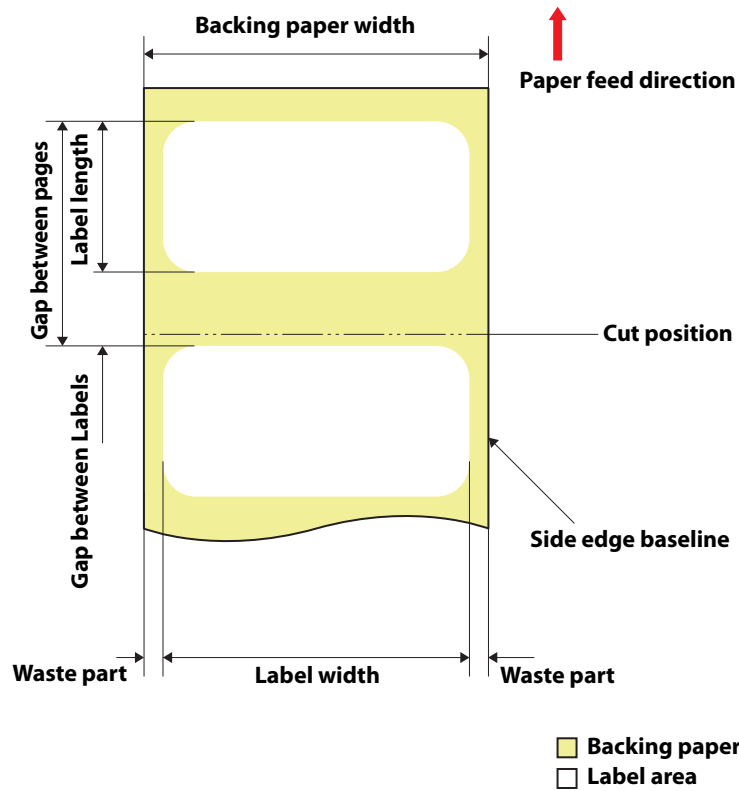 Backing paper width
Paper feed direction
Gap between pages
Label length
Cut position
Gap between Labels
Side edge baseline
Waste part
Label width
Waste part
Backing paper
Label area